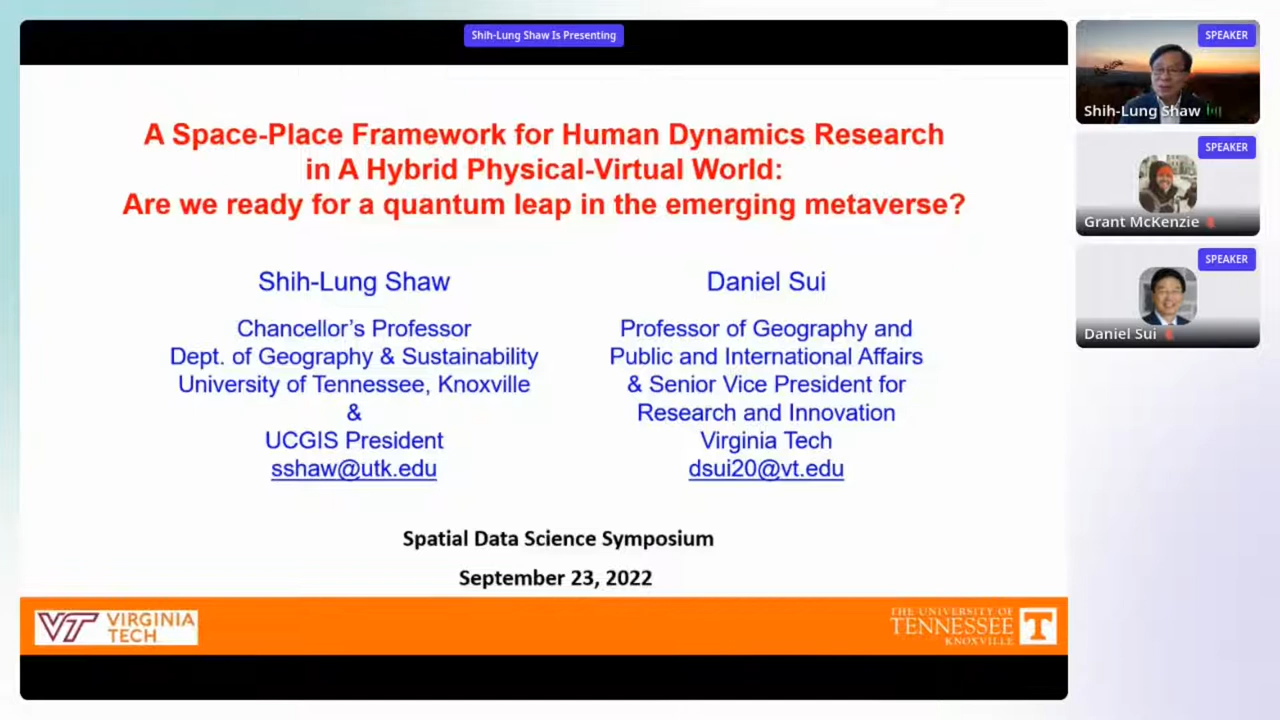 Shih-Lung Shaw Is Presenting
A Space-Place Framework for Human Dynamics Research
in A Hybrid Physical-Virtual World:
Are we ready for a quantum leap in the emerging metaverse?
Shih-Lung Shaw
Chancellor's Professor
Dept. of Geography & Sustainability
University of Tennessee, Knoxville
&
UCGIS President
sshaw@utk.edu
Daniel Sui
Professor of Geography and
Public and International Affairs
& Senior Vice President for
Research and Innovation
Virginia Tech
dsui20@vt.edu
Spatial Data Science Symposium
September 23, 2022
VT VIRGINIA
TECH
THE UNIVERSITY OF
TENNESSEE
KNOXVILLE
T
SPEAKER
Shih-Lung Shaw
SPEAKER
Grant McKenzie
SPEAKER
Daniel Sui